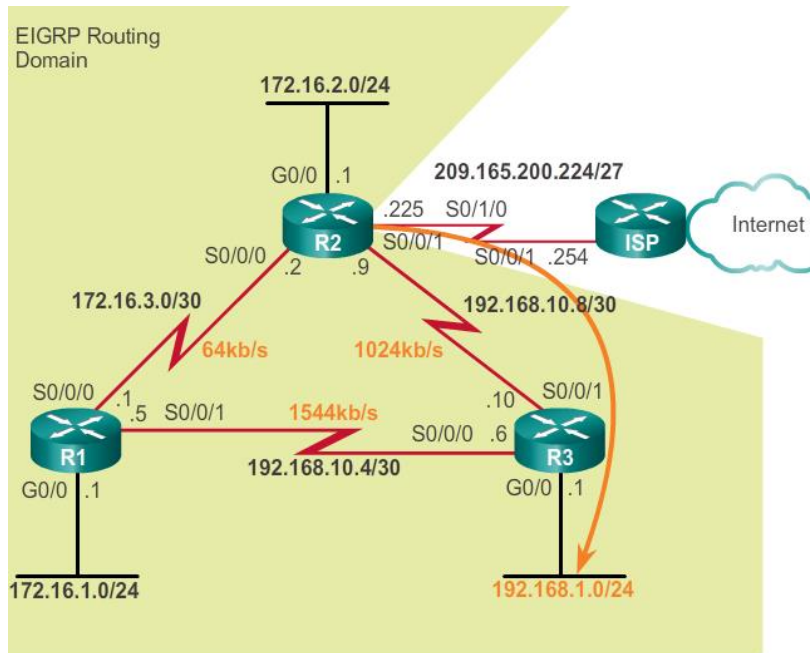 EIGRP Routing
Domain
172.16.2.0/24
G0/0 .1
209.165.200.224/27
.225 S0/1/0
R2
ISP
Internet
S0/0/0
S0/0/1
S0/0/1 .254
.2 .9
172.16.3.0/30
192.168.10.8/30
64kb/s
1024kb/s
S0/0/0 .1
.5 S0/0/1
1544kb/s
.10 S0/0/1
S0/0/0 .6
R1
R3
192.168.10.4/30
G0/0 .1
G0/0 .1
172.16.1.0/24
192.168.1.0/24